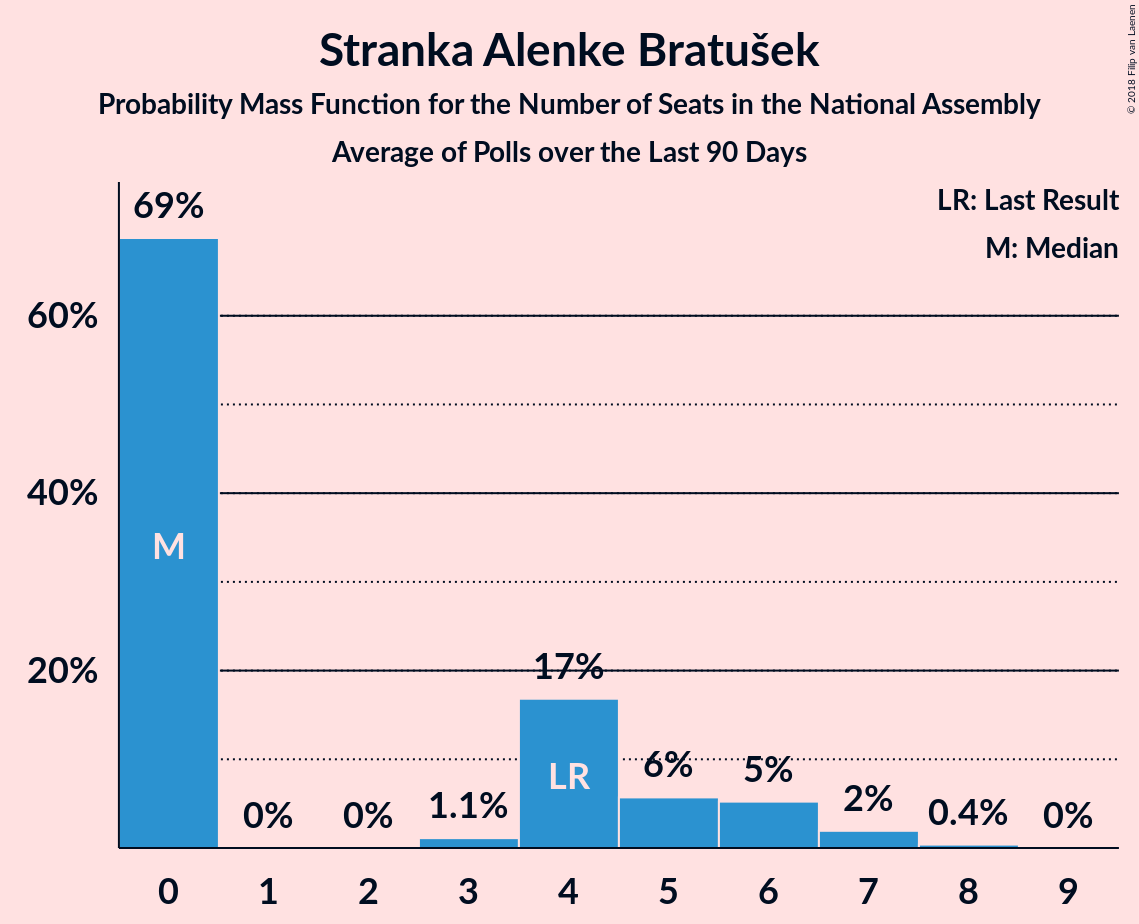 Stranka Alenke Bratušek
Probability Mass Function for the Number of Seats in the National Assembly
Average of Polls over the Last 90 Days
© 2018 Filip van Laenen
LR: Last Result
M: Median
69%
60%
40%
20%
M
0%
0%
1.1%
17%
LR
6%
5%
2%
0.4%
0%
0 1 2 3 4 5 6 7 8 9